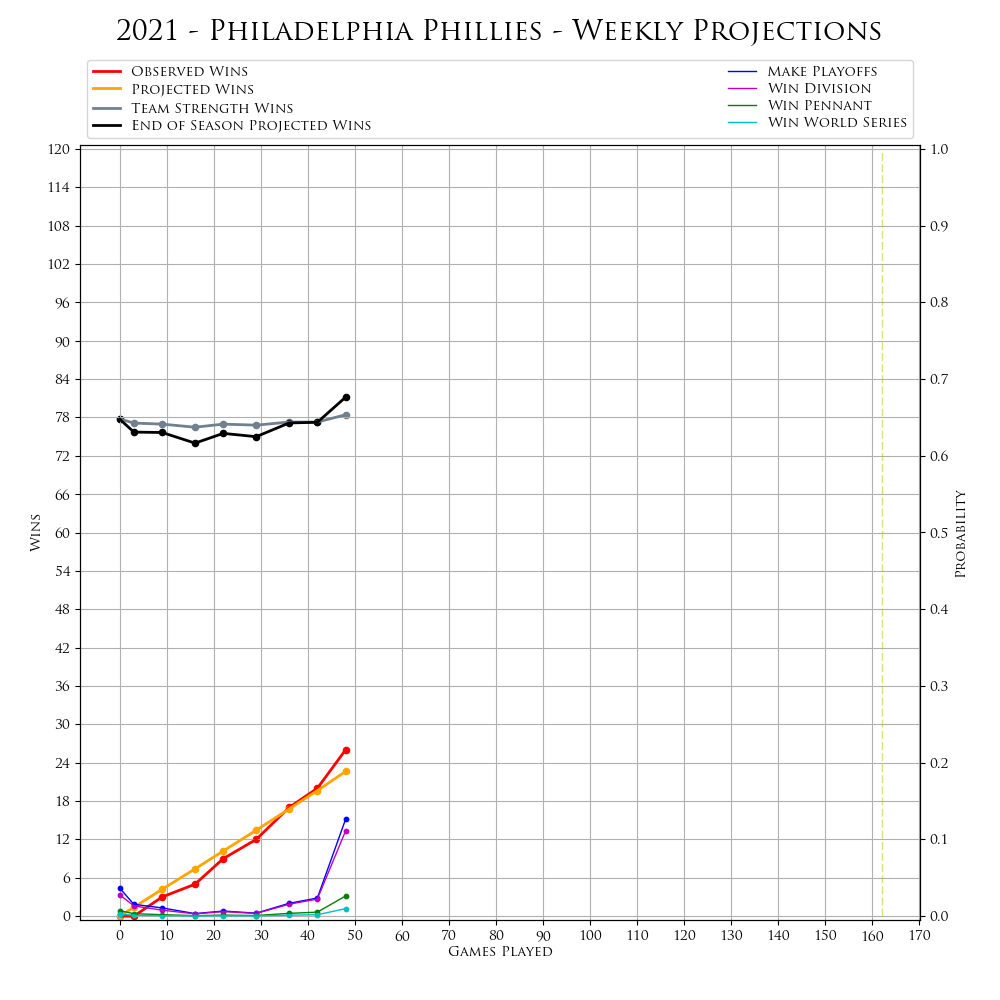 2021 - Philadelphia Phillies - Weekly Projections
Observed Wins
Projected Wins
Team Strength Wins
End of Season Projected Wins
Make Playoffs
Win Division
Win Pennant
Win World Series
120
114
108
102
96
90
84
78
72
66
60
54
48
42
36
30
24
18
12
6
0
Wins
1.0
0.9
0.8
0.7
0.6
0.5
0.4
0.3
0.2
0.1
0.0
Probability
0 10 20 30 40 50 60 70 80 90 100 110 120 130 140 150 160 170
Games Played